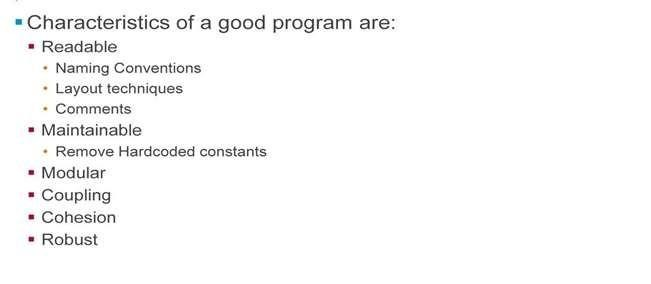 Characteristics of a good program are:
Readable
Naming Conventions
Layout techniques
Comments
Maintainable
Remove Hardcoded constants
Modular
Coupling
Cohesion
Robust